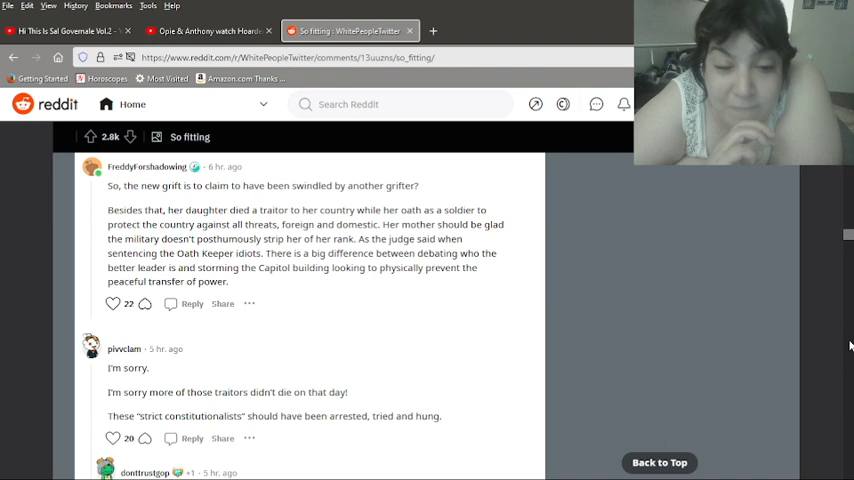 File Edit View History Bookmarks Tools Help
Hi This Is Sal Governale Vol.2 - Y
Opie & Anthony watch Hoarde
So fitting : WhitePeopleTwitter
https://www.reddit.com/r/WhitePeopleTwitter/comments/13uuzns/so_fitting/
Getting Started
Horoscopes
Most Visited
Amazon.com Thanks ...
reddit
Home
Search Reddit
2.8k
So fitting
FreddyForshadowing · 6 hr. ago
So, the new grift is to claim to have been swindled by another grifter?
Besides that, her daughter died a traitor to her country while her oath as a soldier to
protect the country against all threats, foreign and domestic. Her mother should be glad
the military doesn't posthumously strip her of her rank. As the judge said when
sentencing the Oath Keeper idiots. There is a big difference between debating who the
better leader is and storming the Capitol building looking to physically prevent the
peaceful transfer of power.
22 Reply Share ...
pivvclam · 5 hr. ago
I'm sorry.
I'm sorry more of those traitors didn't die on that day!
These “strict constitutionalists” should have been arrested, tried and hung.
20 Reply Share ...
donttrustgop +1 · 5 hr. ago
Back to Top